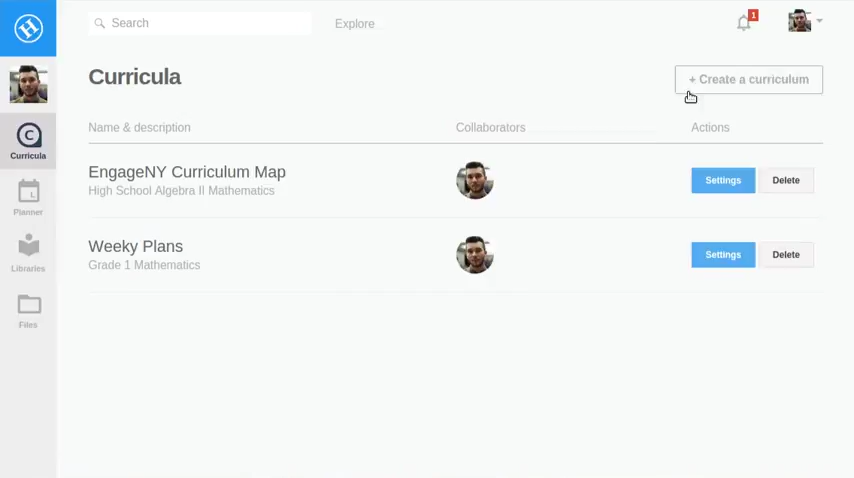 Search
Explore
1
Curricula
+ Create a curriculum
Name & description
Collaborators
Actions
EngageNY Curriculum Map
High School Algebra II Mathematics
Settings
Delete
Weeky Plans
Grade 1 Mathematics
Settings
Delete
H
C
Curricula
Planner
Libraries
Files